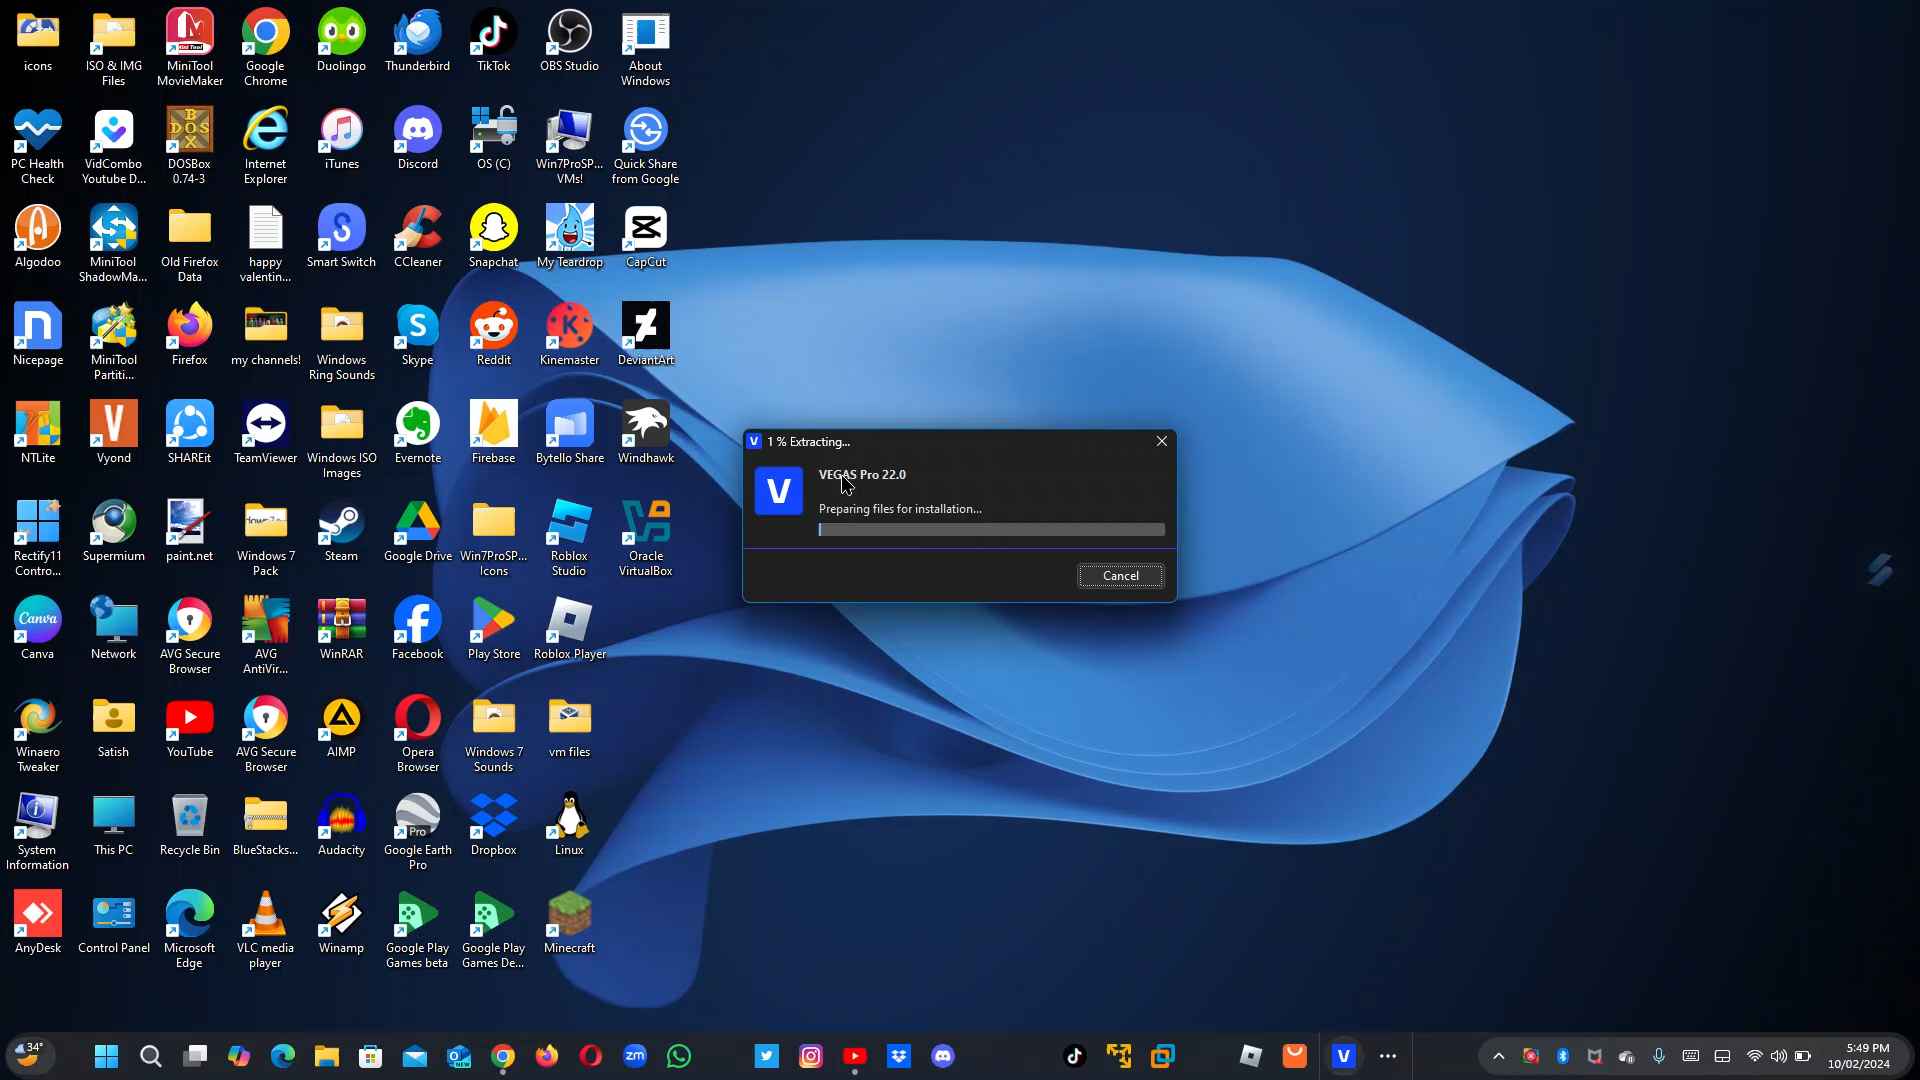 icons
ISO & IMG
Files
MiniTool
MovieMaker
Google
Chrome
Duolingo
Thunderbird
TikTok
OBS Studio
About
Windows
PC Health
Check
VidCombo
Youtube D...
DOSBox
0.74-3
Internet
Explorer
iTunes
Discord
OS (C)
Win7ProSP...
VMs!
Quick Share
from Google
Algodoo
MiniTool
ShadowMa...
Old Firefox
Data
happy
valentin...
Smart Switch
CCleaner
Snapchat
My Teardrop
CapCut
Nicepage
MiniTool
Partiti...
Firefox
my channels!
Windows
Ring Sounds
Skype
Reddit
Kinemaster
DeviantArt
NTLite
Vyond
SHAREit
TeamViewer
Windows ISO
Images
Evernote
Firebase
Bytello Share
Windhawk
1 % Extracting...
VEGAS Pro 22.0
Preparing files for installation...
Cancel
Rectify11
Contro...
Supermium
paint.net
Windows 7
Pack
Steam
Google Drive
Win7ProSP...
Icons
Roblox
Studio
Oracle
VirtualBox
Canva
Network
AVG Secure
Browser
AVG
AntiVir...
WinRAR
Facebook
Play Store
Roblox Player
Winaero
Tweaker
Satish
YouTube
AVG Secure
Browser
AIMP
Opera
Browser
Windows 7
Sounds
vm files
System
Information
This PC
Recycle Bin
BlueStacks...
Audacity
Google Earth
Pro
Dropbox
Linux
AnyDesk
Control Panel
Microsoft
Edge
VLC media
player
Winamp
Google Play
Games beta
Google Play
Games De...
Minecraft
34°
5:49 PM
10/02/2024